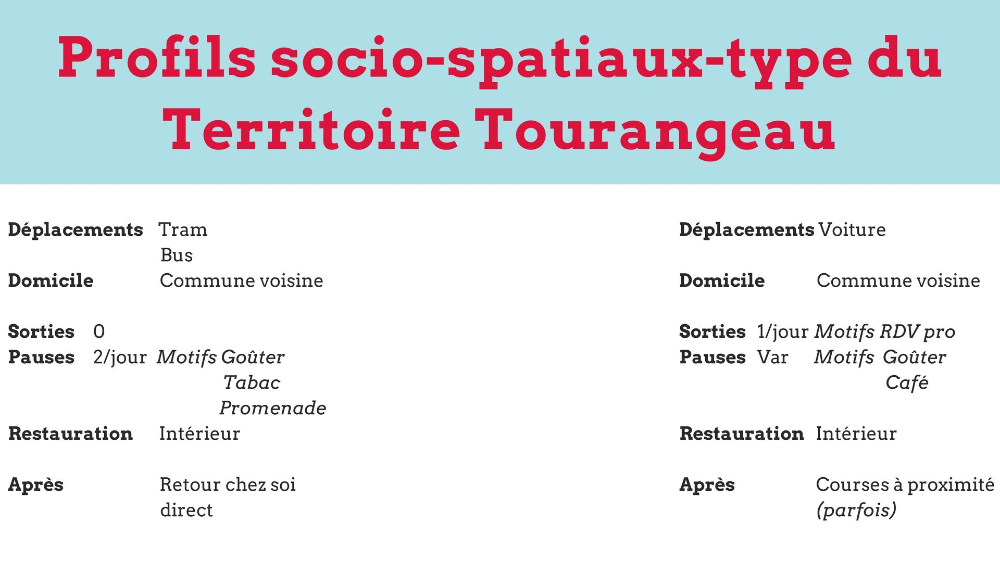 Profils socio-spatiaux-type du
Territoire Tourangeau
Déplacements Tram
Bus
Domicile Commune voisine
Sorties 0
Pauses 2/jour Motifs Goûter
Tabac
Promenade
Restauration Intérieur
Après Retour chez soi
direct
Déplacements Voiture
Domicile Commune voisine
Sorties 1/jour Motifs RDV pro
Pauses Var Motifs Goûter
Café
Restauration Intérieur
Après Courses à proximité
(parfois)